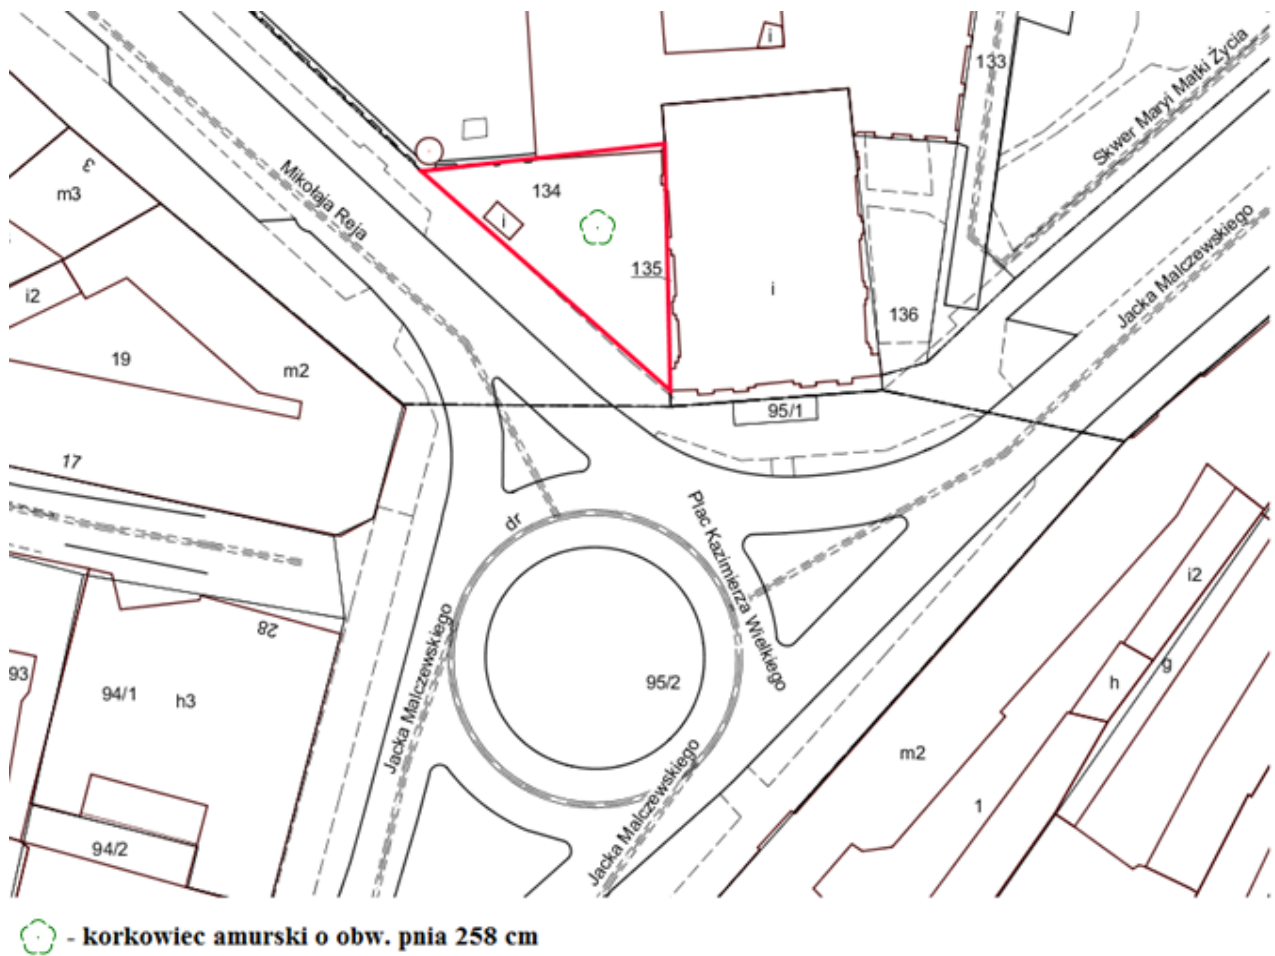 i
133
Skwer Maryi Matki Życia
3
m3
Mikołaja Reja
134
i
135
i
136
Jacka Malczewskiego
i2
19
m2
95/1
17
dr
Plac Kazimierza Wielkiego
28
93
94/1
h3
Jacka Malczewskiego
95/2
i2
g
h
m2
1
Jacka Malczewskiego
94/2
- korkowiec amurski o obw. pnia 258 cm